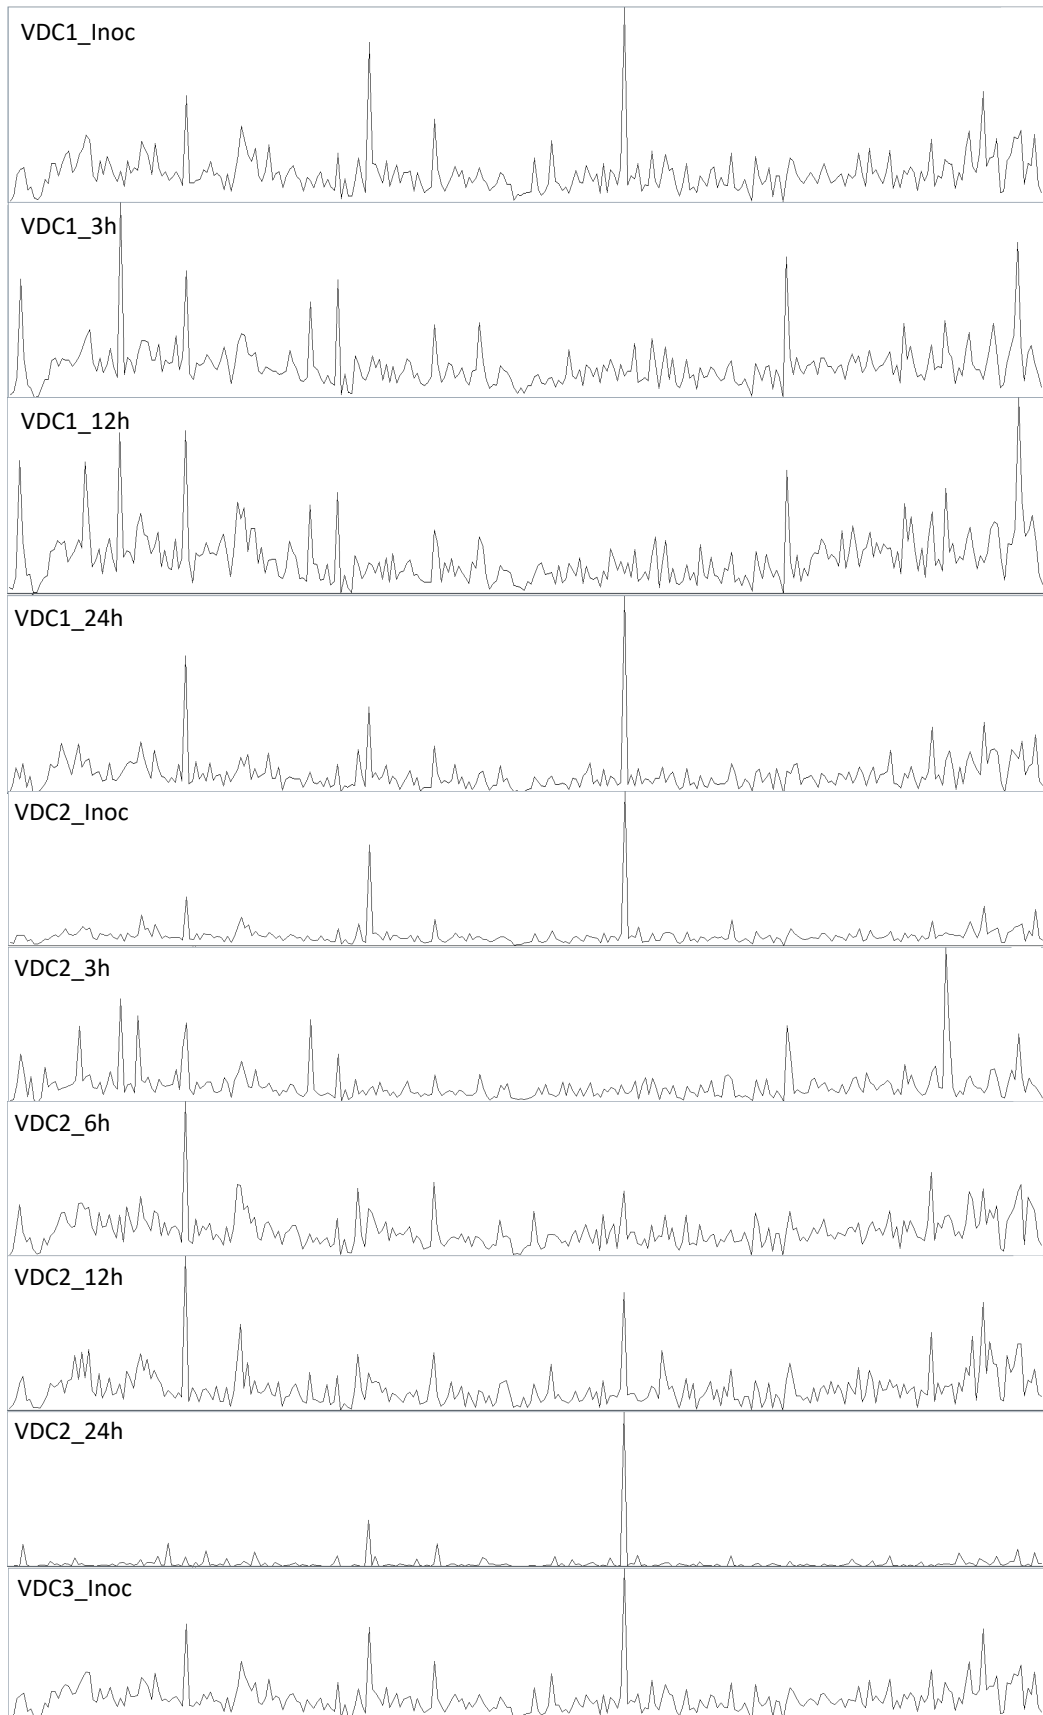 VDC1_Inoc
VDC1_3h
VDC1_12h
VDC1_24h
VDC2_Inoc
VDC2_3h
VDC2_6h
VDC2_12h
VDC2_24h
VDC3_Inoc